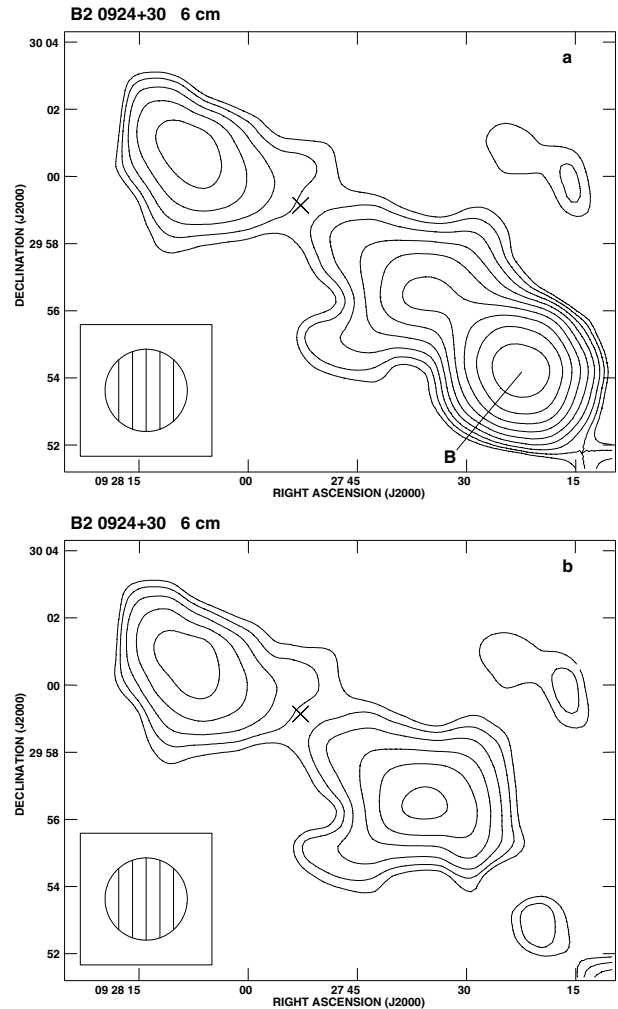 B2 0924+30 6 cm
a
30 04
02
00
29 58
56
54
52
DECLINATION (J2000)
B
09 28 15
00
27 45
30
15
RIGHT ASCENSION (J2000)
B2 0924+30 6 cm
b
30 04
02
00
29 58
56
54
52
DECLINATION (J2000)
09 28 15
00
27 45
30
15
RIGHT ASCENSION (J2000)